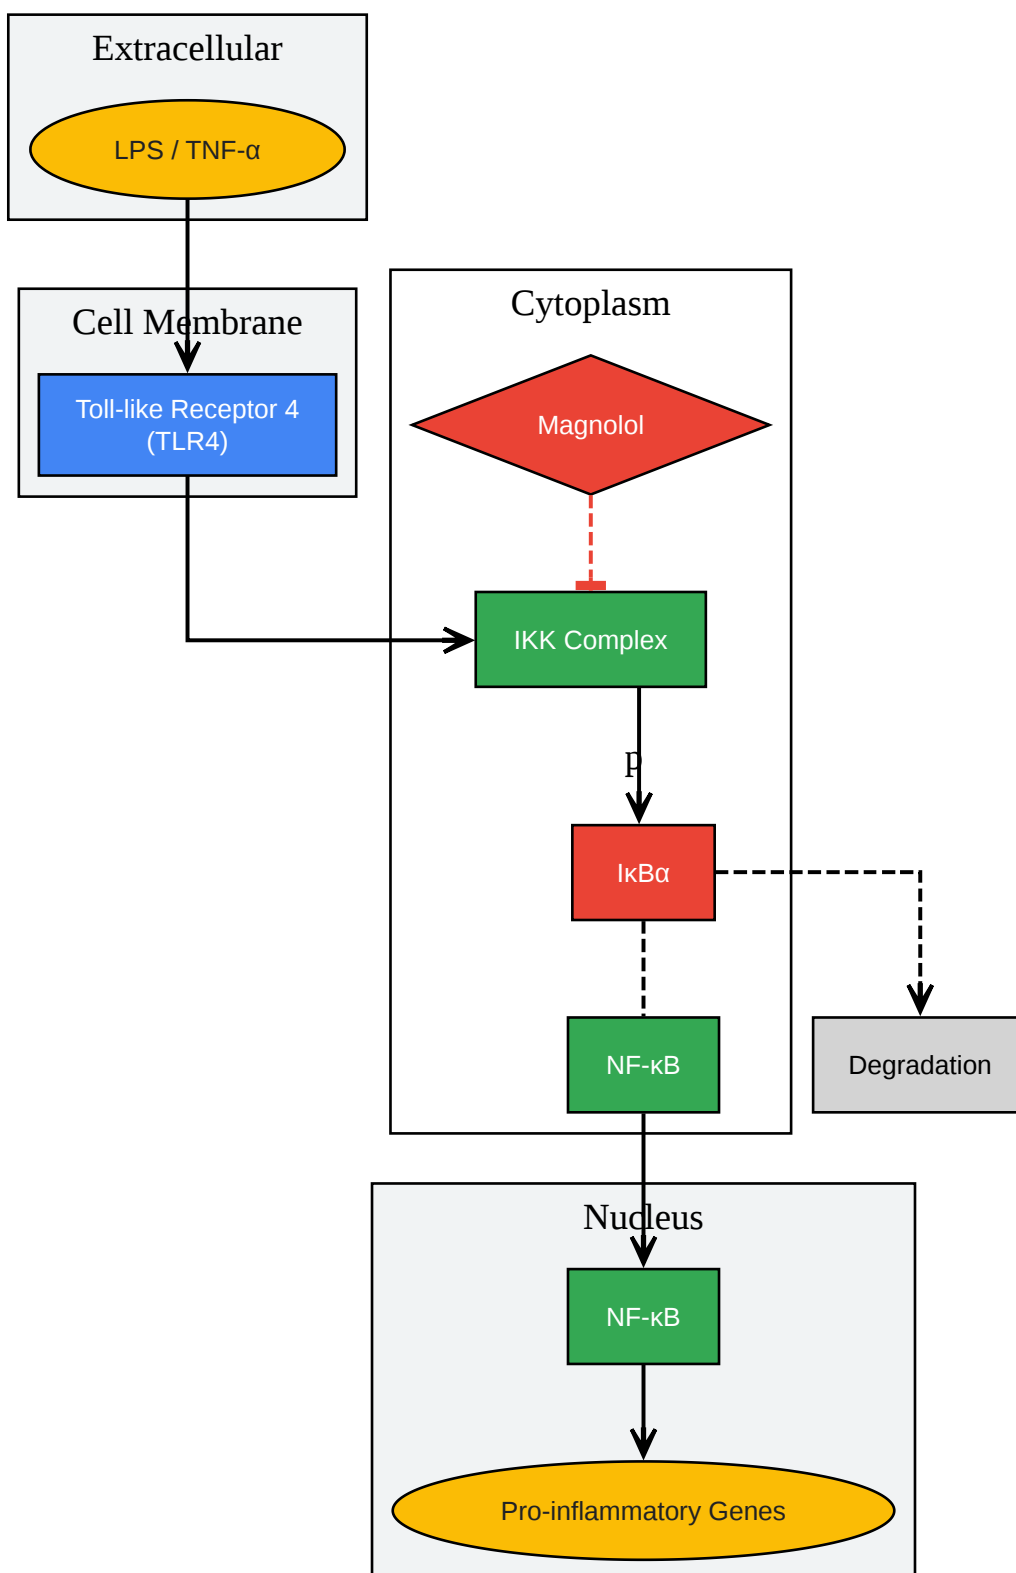 Extracellular
LPS / TNF-α
Cell Membrane
Toll-like Receptor 4
(TLR4)
Cytoplasm
Magnolol
IKK Complex
p
IκBα
NF-κB
Degradation
Nucleus
NF-κB
Pro-inflammatory Genes